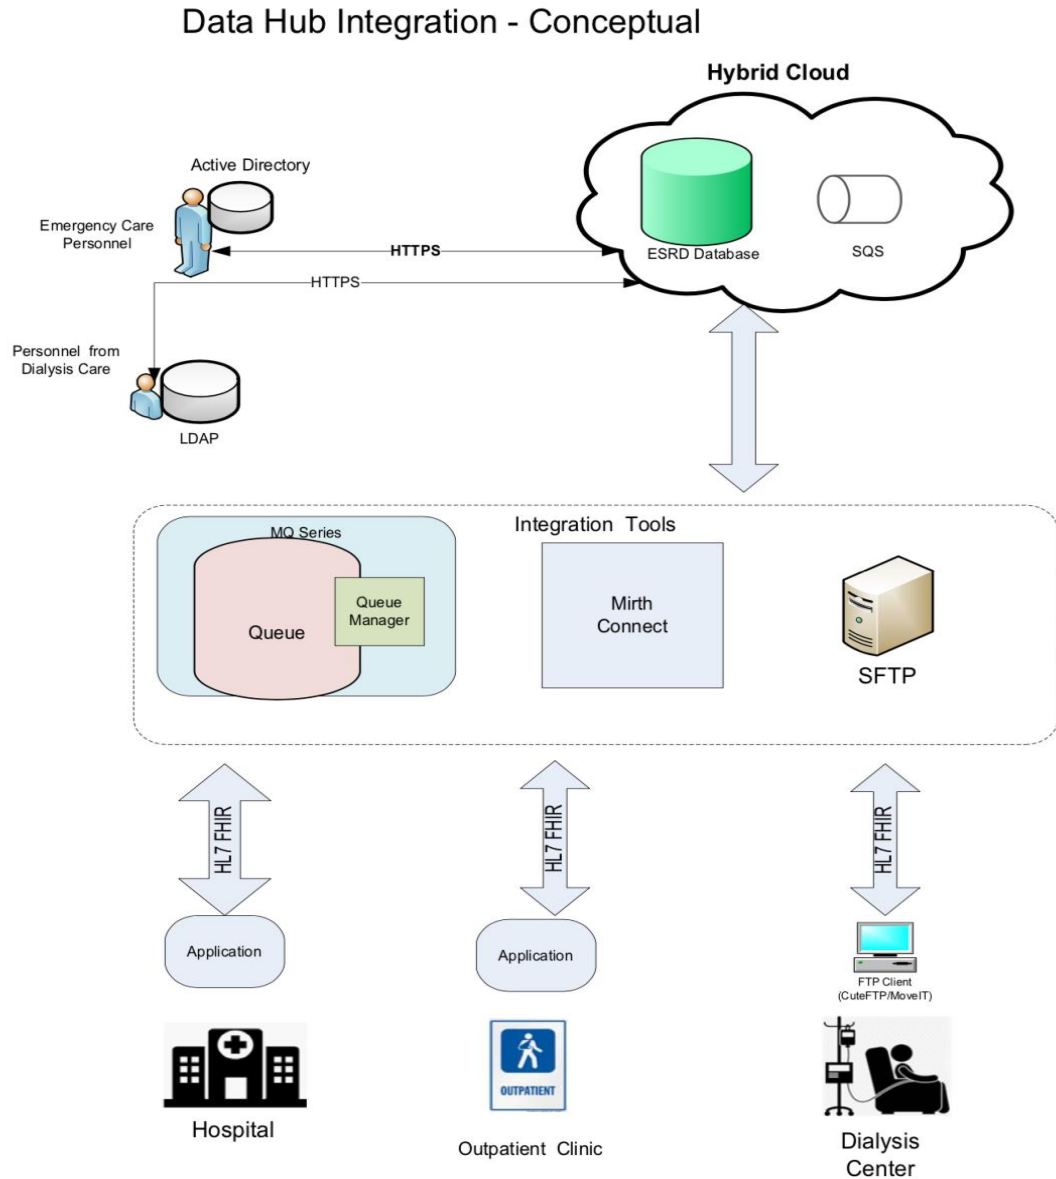 Data Hub Integration - Conceptual
Hybrid Cloud
Active Directory
Emergency Care
Personnel
HTTPS
ESRD Database
SQS
HTTPS
Personnel from
Dialysis Care
LDAP
Integration Tools
MQ Series
Queue
Queue
Manager
Mirth
Connect
SFTP
HL7 FHIR
HL7 FHIR
HL7 FHIR
Application
Application
FTP Client
(CuteFTP/MoveIT)
OUTPATIENT
Hospital
Outpatient Clinic
Dialysis
Center